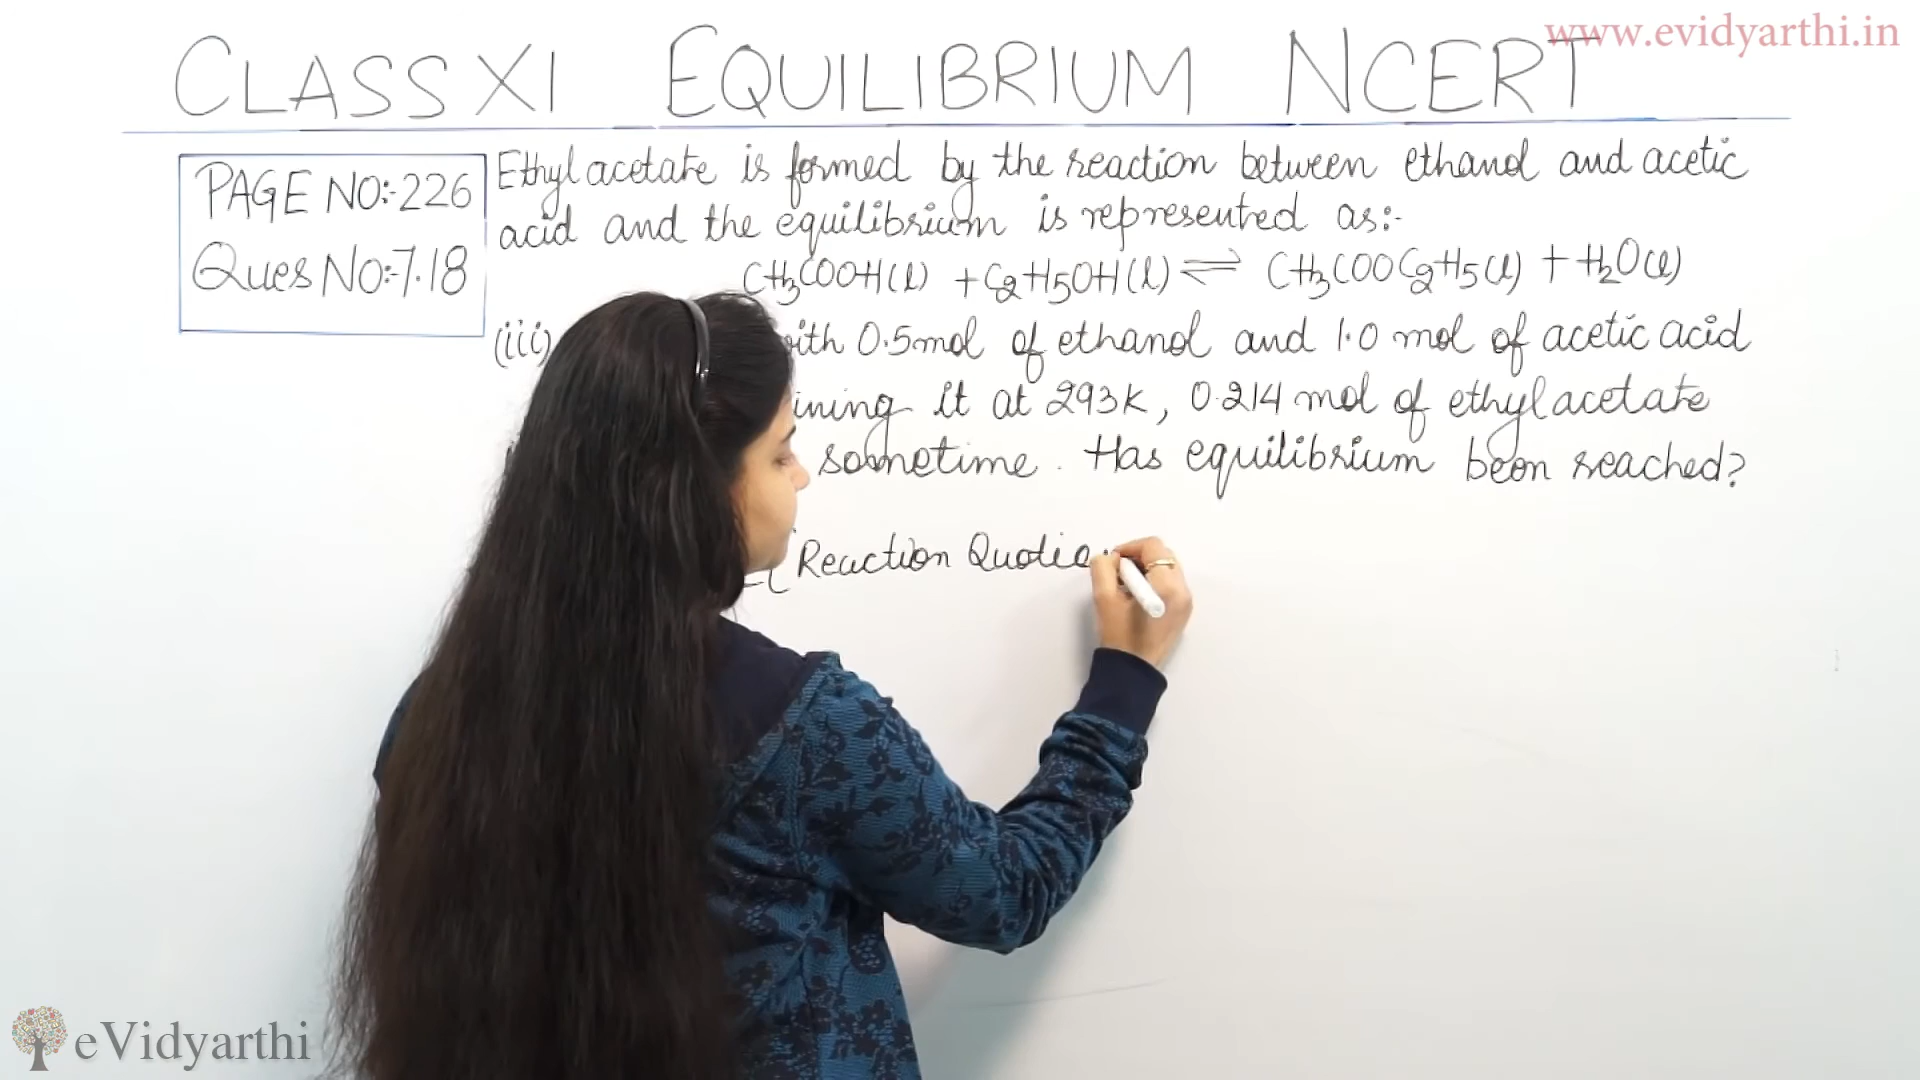 www.evidyarthi.in
CLASS XI EQUILIBRIUM NCERT
PAGE NO:-226
Ques NO:-7.18
Ethyl acetate is formed by the reaction between ethanol and acetic
acid and the equilibrium is represented as:-
CH3COOH(l) + C2H5OH(l) ⇌ CH3COOC2H5(l) + H2O(l)
(iii) with 0.5mol of ethanol and 1.0 mol of acetic acid
it at 293K, 0.214 mol of ethyl acetate
sometime. Has equilibrium been reached?
(Reaction
eVidyarthi